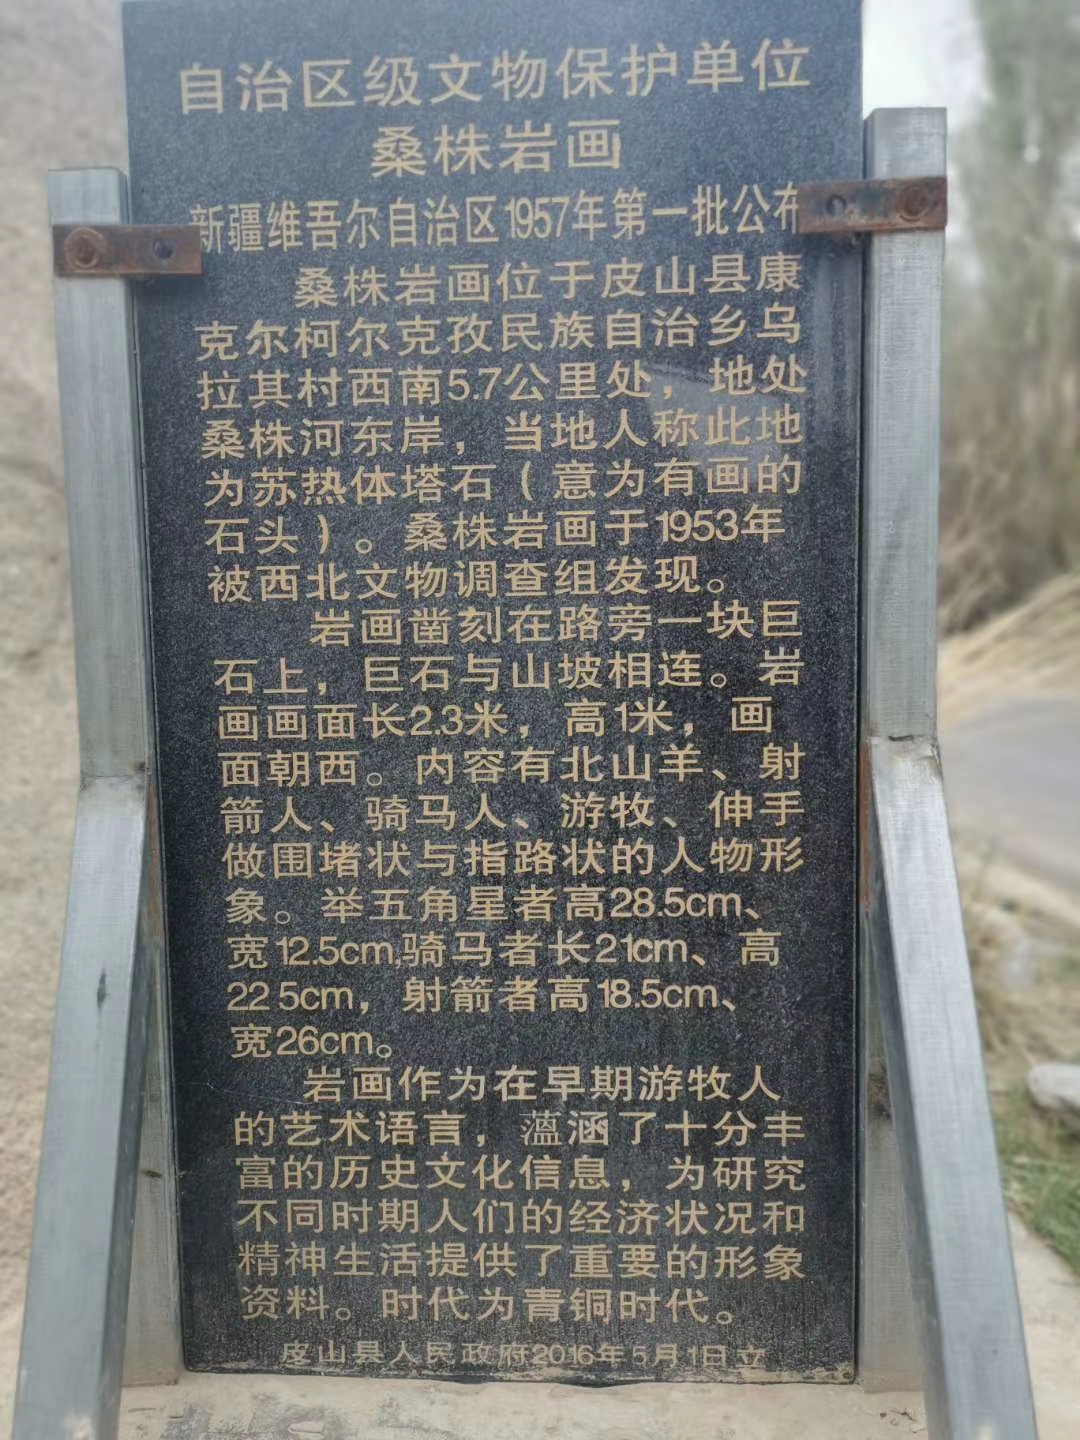 自治区级文物保护单位
桑株岩画
新疆维吾尔自治区1957年第一批公布
桑株岩画位于皮山县康
克尔柯尔克孜民族自治乡乌
拉其村西南5.7公里处，地处
桑株河东岸，当地人称此地
为苏热体塔石（意为有画的
石头）。桑株岩画于1953年
被西北文物调查组发现。
岩画凿刻在路旁一块巨
石上，巨石与山坡相连。岩
画画面长2.3米，高1米，画
面朝西。内容有北山羊、射
箭人、骑马人、游牧、伸手
做围堵状与指路状的人物形
象。举五角星者高28.5cm、
宽12.5cm.骑马者长21cm、高
22 5cm，射箭者高18.5cm、
宽26cm。
岩画作为在早期游牧人
的艺术语言，薀涵了十分丰
富的历史文化信息，为研究
不同时期人们的经济状况和
精神生活提供了重要的形象
资料。时代为青铜时代。
皮山县人民政府2016年5月1日立